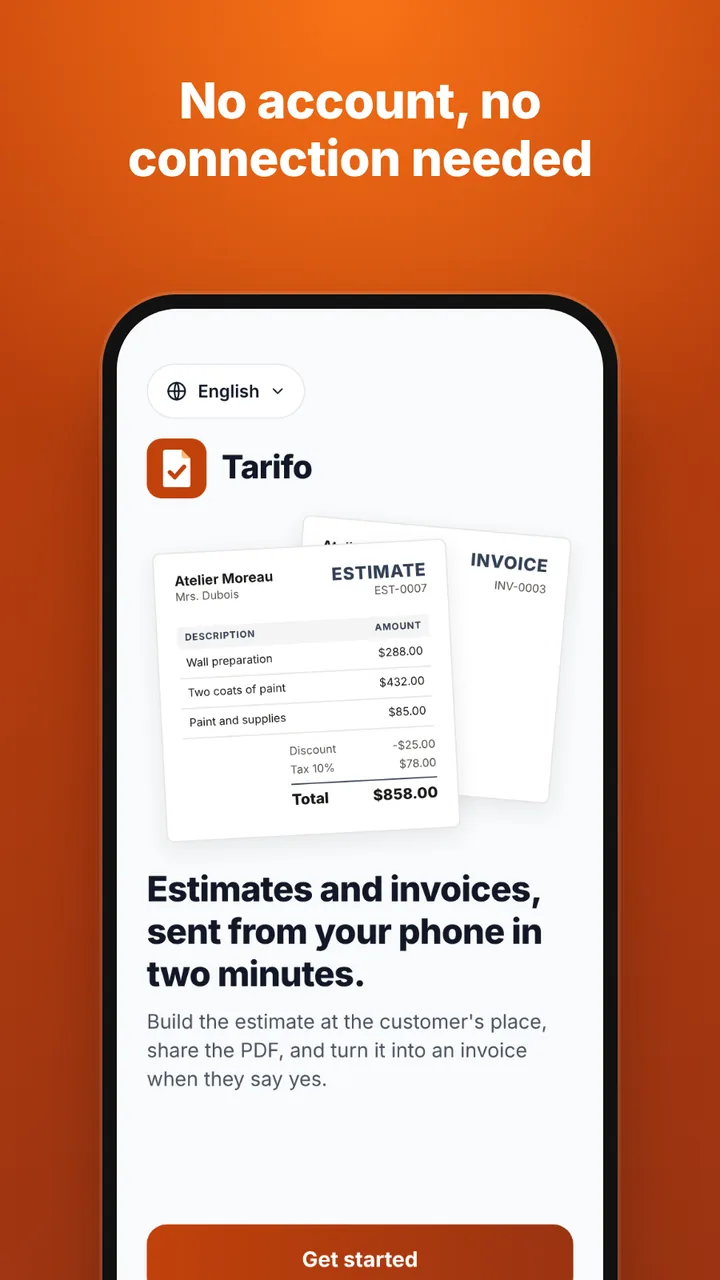 No account, no
connection needed
English
Tarifo
Atelier Moreau
Mrs. Dubois
ESTIMATE
EST-0007
INVOICE
INV-0003
DESCRIPTION AMOUNT
Wall preparation $288.00
Two coats of paint $432.00
Paint and supplies $85.00
Discount -$25.00
Tax 10% $78.00
Total $858.00
Estimates and invoices,
sent from your phone in
two minutes.
Build the estimate at the customer's place,
share the PDF, and turn it into an invoice
when they say yes.
Get started